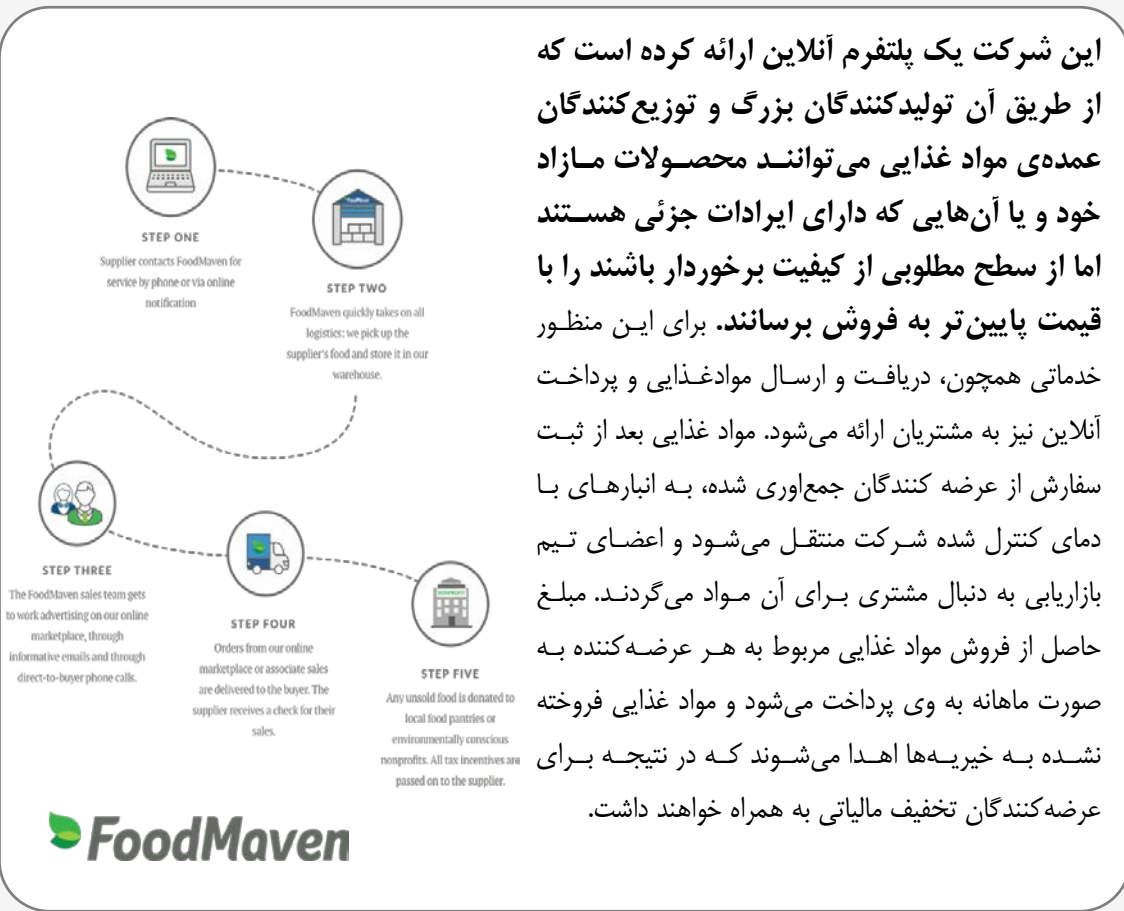 این شرکت یک پلتفرم آنلاین ارائه کرده است که
از طریق آن تولیدکنندگان بزرگ و توزیع‌کنندگان
عمده‌ی مواد غذایی می‌توانند محصولات مازاد
خود و یا آن‌هایی که دارای ایرادات جزئی هستند
اما از سطح مطلوبی از کیفیت برخوردار باشند را با
قیمت پایین‌تر به فروش برسانند. برای این منظور
خدماتی همچون، دریافت و ارسال موادغذایی و پرداخت
آنلاین نیز به مشتریان ارائه می‌شود. مواد غذایی بعد از ثبت
سفارش از عرضه کنندگان جمع‌اوری شده، به انبارهای با
دمای کنترل شده شرکت منتقل می‌شود و اعضای تیم
بازاریابی به دنبال مشتری برای آن مواد می‌گردند. مبلغ
حاصل از فروش مواد غذایی مربوط به هر عرضه‌کننده به
صورت ماهانه به وی پرداخت می‌شود و مواد غذایی فروخته
نشده به خیریه‌ها اهدا می‌شوند که در نتیجه برای
عرضه‌کنندگان تخفیف مالیاتی به همراه خواهند داشت.
STEP ONE
Supplier contacts FoodMaven for
service by phone or via online
notification
STEP TWO
FoodMaven quickly takes on all
logistics: we pick up the
supplier's food and store it in our
warehouse.
STEP THREE
The FoodMaven sales team gets
to work advertising on our online
marketplace, through
informative emails and through
direct-to-buyer phone calls.
STEP FOUR
Orders from our online
marketplace or associate sales
are delivered to the buyer. The
supplier receives a check for their
sales.
NONPROFIT
STEP FIVE
Any unsold food is donated to
local food pantries or
environmentally conscious
nonprofits. All tax incentives are
passed on to the supplier.
FoodMaven